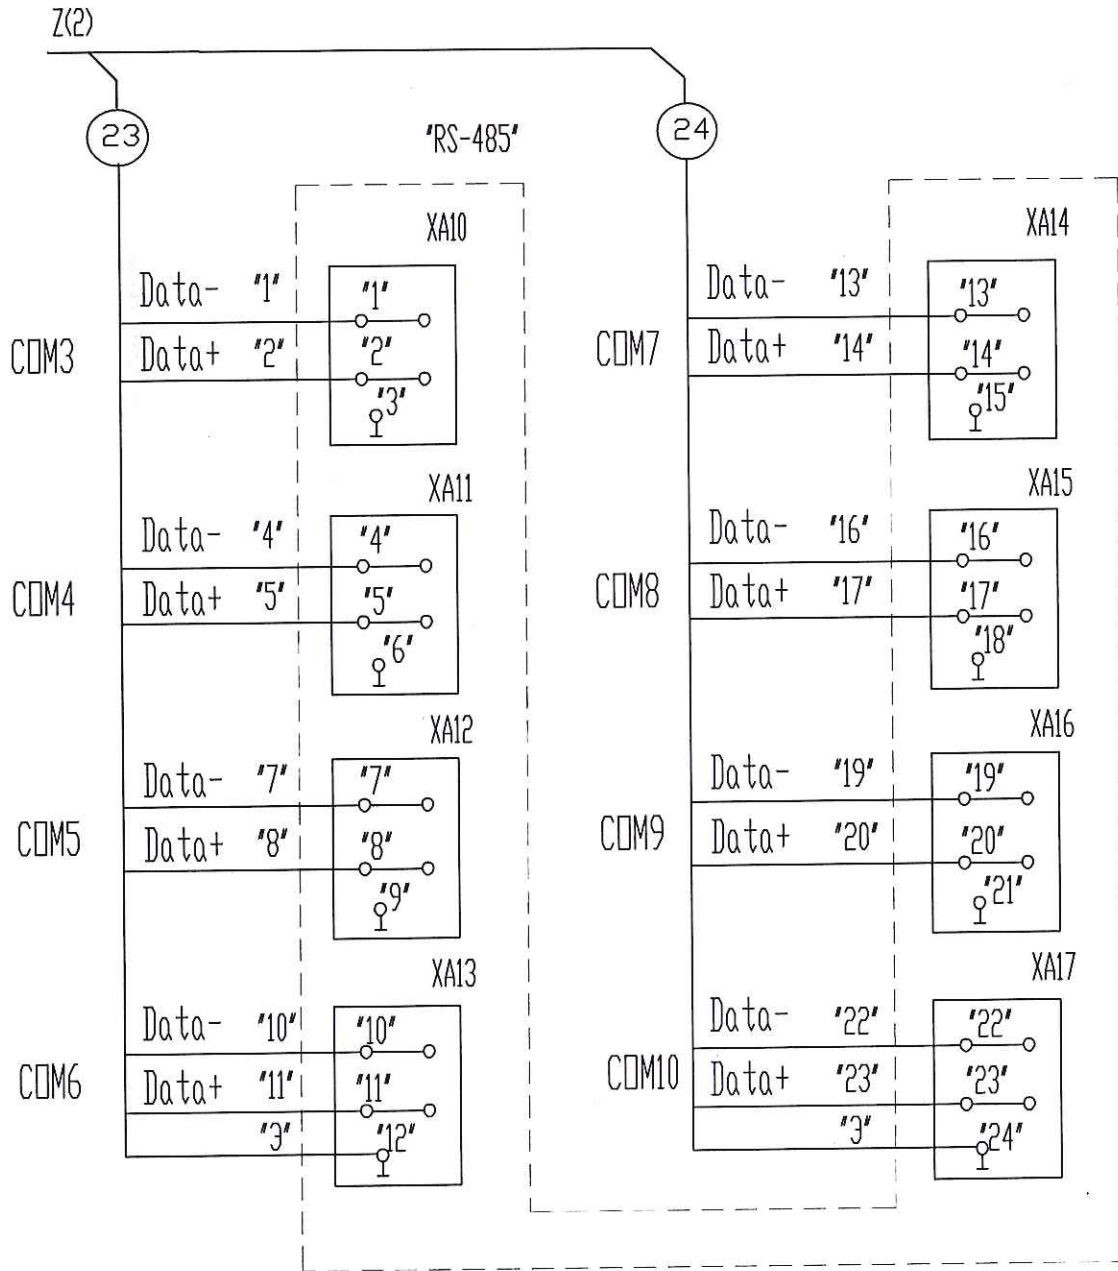 Z(2)
23
"RS-485"
24
XA10
Data- "1" "1"
COM3
Data+ "2" "2"
"3"
XA11
Data- "4" "4"
COM4
Data+ "5" "5"
"6"
XA12
Data- "7" "7"
COM5
Data+ "8" "8"
"9"
XA13
Data- "10" "10"
COM6
Data+ "11" "11"
"3" "12"
XA14
Data- "13" "13"
COM7
Data+ "14" "14"
"15"
XA15
Data- "16" "16"
COM8
Data+ "17" "17"
"18"
XA16
Data- "19" "19"
COM9
Data+ "20" "20"
"21"
XA17
Data- "22" "22"
COM10
Data+ "23" "23"
"3" "24"